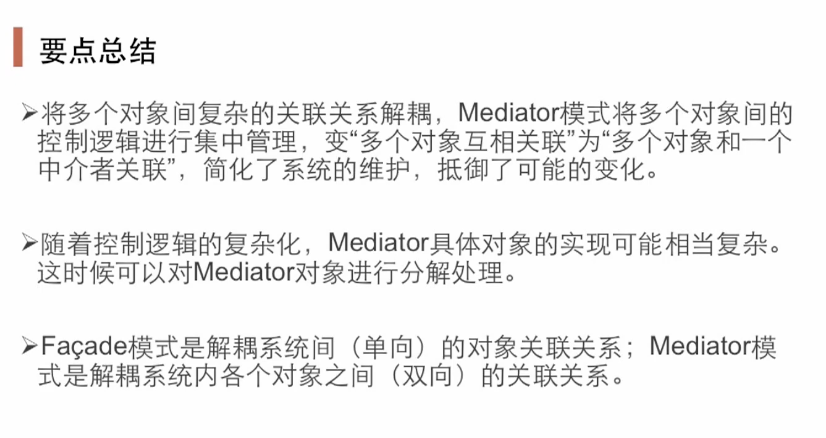 要点总结
➢将多个对象间复杂的关联关系解耦，Mediator模式将多个对象间的
控制逻辑进行集中管理，变“多个对象互相关联”为“多个对象和一个
中介者关联”，简化了系统的维护，抵御了可能的变化。
➢随着控制逻辑的复杂化，Mediator具体对象的实现可能相当复杂。
这时候可以对Mediator对象进行分解处理。
➢Façade模式是解耦系统间（单向）的对象关联关系；Mediator模
式是解耦系统内各个对象之间（双向）的关联关系。